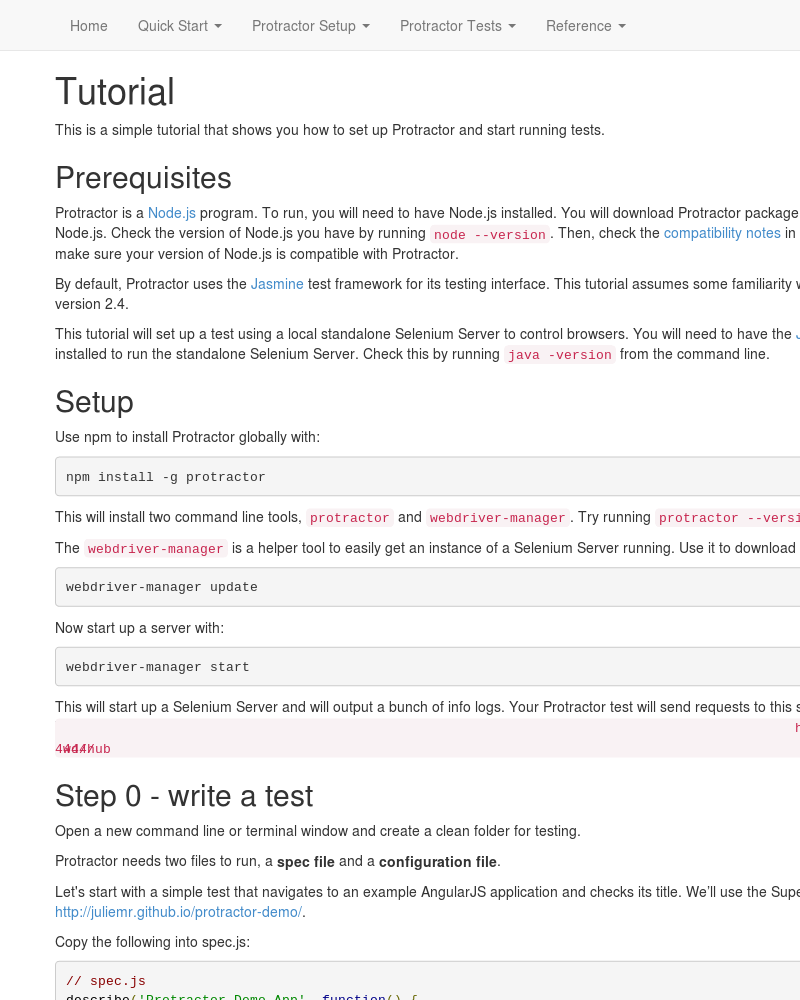 Home Quick Start Protractor Setup Protractor Tests Reference
Tutorial
This is a simple tutorial that shows you how to set up Protractor and start running tests.
Prerequisites
Protractor is a Node.js program. To run, you will need to have Node.js installed. You will download Protractor package
Node.js. Check the version of Node.js you have by running node --version. Then, check the compatibility notes in
make sure your version of Node.js is compatible with Protractor.
By default, Protractor uses the Jasmine test framework for its testing interface. This tutorial assumes some familiarity
version 2.4.
This tutorial will set up a test using a local standalone Selenium Server to control browsers. You will need to have the
installed to run the standalone Selenium Server. Check this by running java -version from the command line.
Setup
Use npm to install Protractor globally with:
npm install -g protractor
This will install two command line tools, protractor and webdriver-manager. Try running protractor --versi
The webdriver-manager is a helper tool to easily get an instance of a Selenium Server running. Use it to download
webdriver-manager update
Now start up a server with:
webdriver-manager start
This will start up a Selenium Server and will output a bunch of info logs. Your Protractor test will send requests to this s
Step 0 - write a test
Open a new command line or terminal window and create a clean folder for testing.
Protractor needs two files to run, a spec file and a configuration file.
Let's start with a simple test that navigates to an example AngularJS application and checks its title. We’ll use the Supe
http://juliemr.github.io/protractor-demo/.
Copy the following into spec.js:
// spec.js
describe('Protractor Demo App', function() {